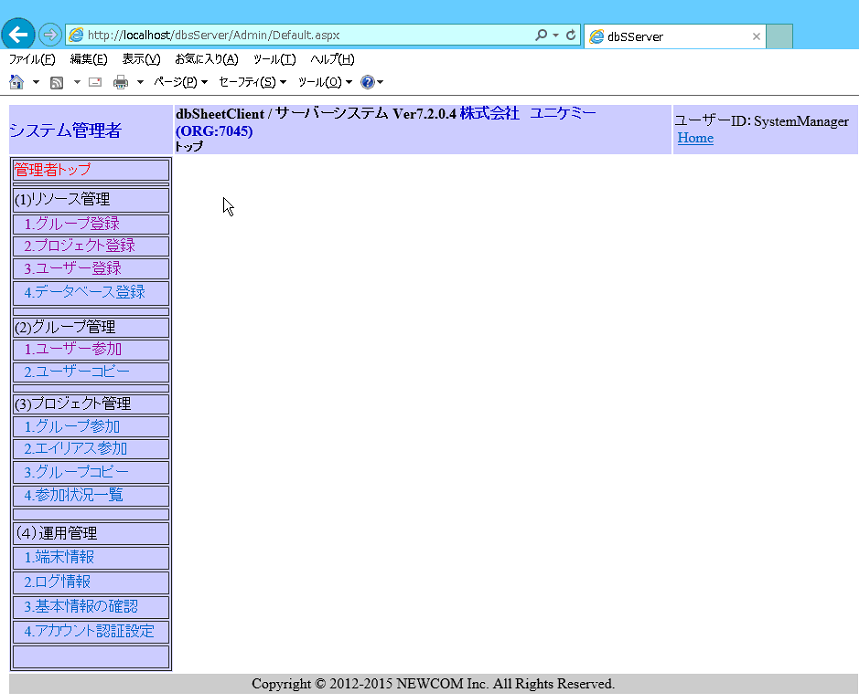 http://localhost/dbsServer/Admin/Default.aspx
dbSServer
ファイル(F) 編集(E) 表示(V) お気に入り(A) ツール(T) ヘルプ(H)
ページ(P) セーフティ(S) ツール(O)
システム管理者
dbSheetClient / サーバーシステム Ver7.2.0.4 株式会社 ユニケミー
(ORG:7045)
トップ
ユーザーID: SystemManager
Home
管理者トップ
(1)リソース管理
1.グループ登録
2.プロジェクト登録
3.ユーザー登録
4.データベース登録
(2)グループ管理
1.ユーザー参加
2.ユーザーコピー
(3)プロジェクト管理
1.グループ参加
2.エイリアス参加
3.グループコピー
4.参加状況一覧
(4)運用管理
1.端末情報
2.ログ情報
3.基本情報の確認
4.アカウント認証設定
Copyright © 2012-2015 NEWCOM Inc. All Rights Reserved.